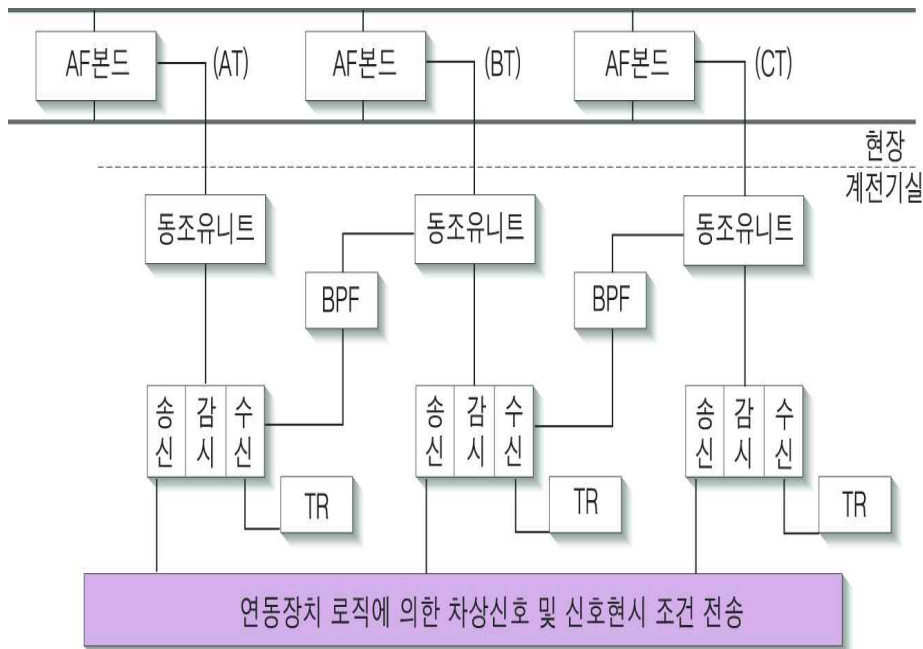 AF본드 (AT) AF본드 (BT) AF본드 (CT)
현장
계전기실
동조유니트 동조유니트 동조유니트
BPF BPF
송신 감시 수신 송신 감시 수신 송신 감시 수신
TR TR TR
연동장치 로직에 의한 차상신호 및 신호현시 조건 전송